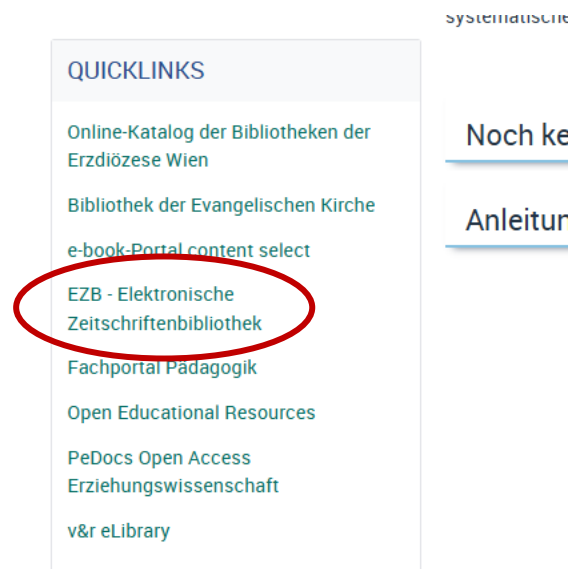 systematische
QUICKLINKS
Online-Katalog der Bibliotheken der
Erzdiözese Wien
Noch ke
Bibliothek der Evangelischen Kirche
Anleitun
e-book-Portal content select
EZB - Elektronische
Zeitschriftenbibliothek
Fachportal Pädagogik
Open Educational Resources
PeDocs Open Access
Erziehungswissenschaft
v&r eLibrary